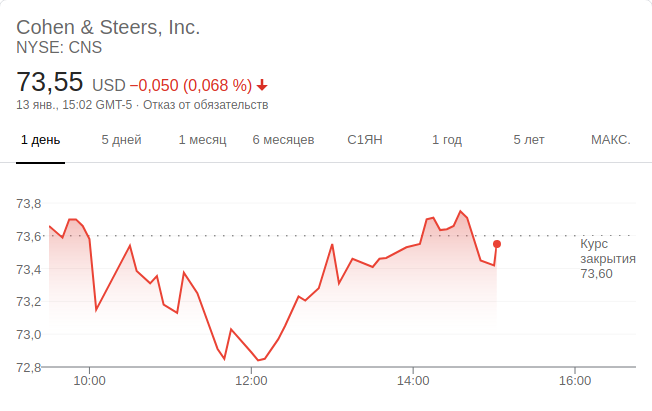 Cohen & Steers, Inc.
NYSE: CNS
73,55 USD −0,050 (0,068 %)
13 янв., 15:02 GMT-5 · Отказ от обязательств
1 день 5 дней 1 месяц 6 месяцев С1ЯН 1 год 5 лет МАКС.
73,8
73,6
73,4
73,2
73,0
72,8
Курс
закрытия
73,60
10:00 12:00 14:00 16:00